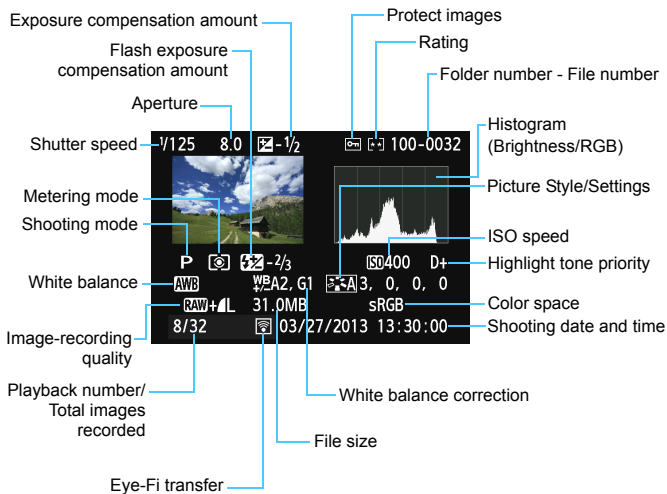 Exposure compensation amount
Protect images
Flash exposure
compensation amount
Rating
Folder number - File number
Aperture
Histogram
(Brightness/RGB)
Shutter speed
1/125 8.0 -1/2 100-0032
Metering mode
Picture Style/Settings
Shooting mode
ISO speed
P -2/3 ISO400 D+
Highlight tone priority
White balance
AWB WB+/-A2, G1 A 3, 0, 0, 0
RAW+L 31.0MB sRGB
Color space
Image-recording
quality
8/32 03/27/2013 13:30:00
Shooting date and time
Playback number/
Total images
recorded
White balance correction
File size
Eye-Fi transfer